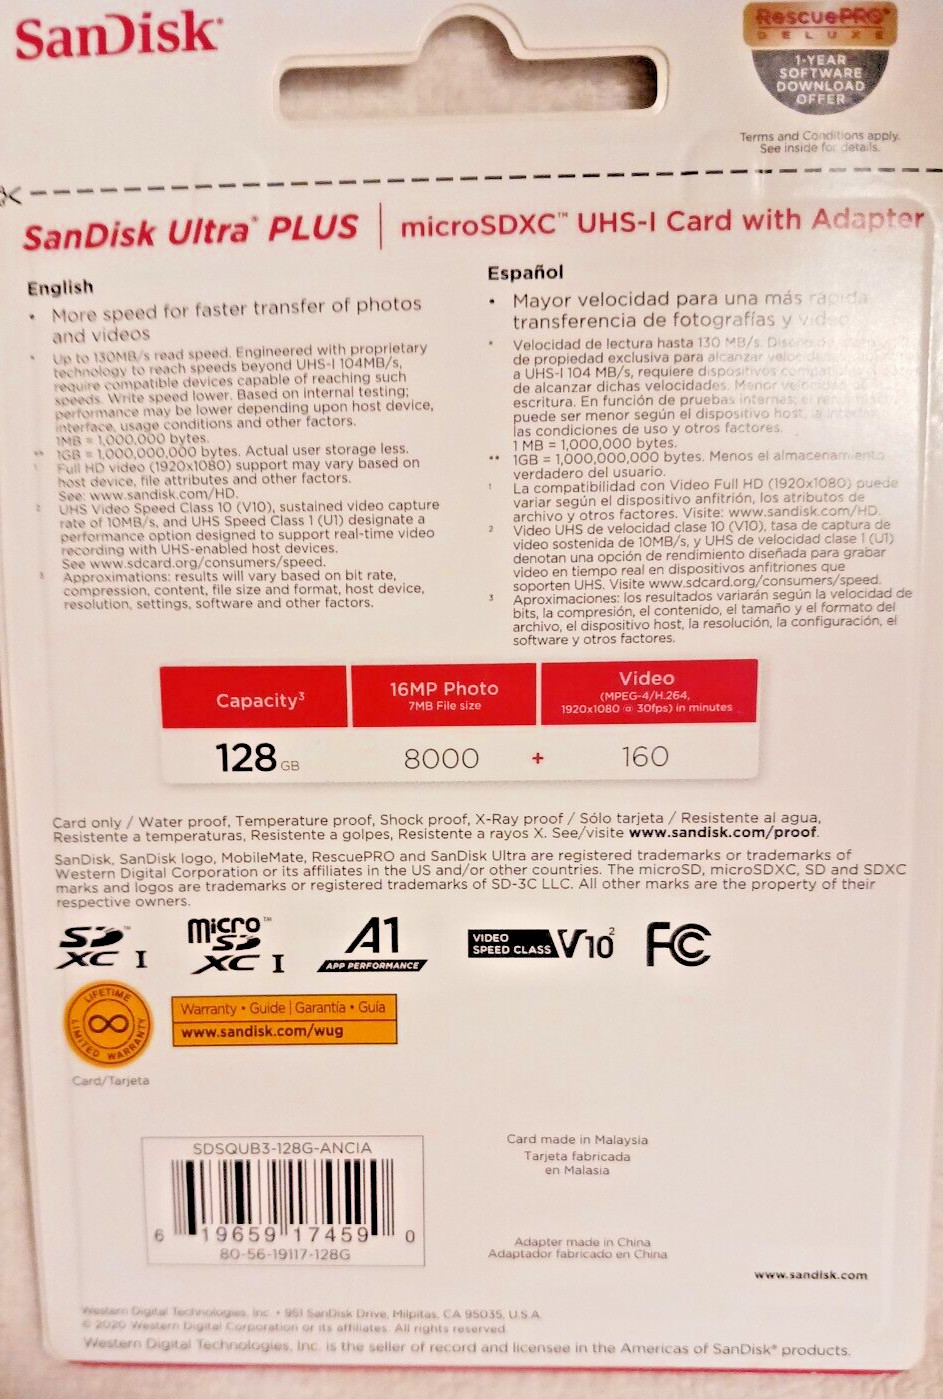 SanDisk®
RescuePRO®
DELUXE
1-YEAR
SOFTWARE
DOWNLOAD
OFFER
Terms and Conditions apply.
See inside for details.
SanDisk Ultra® PLUS | microSDXC™ UHS-I Card with Adapter
English
• More speed for faster transfer of photos
and videos
* Up to 130MB/s read speed. Engineered with proprietary
technology to reach speeds beyond UHS-I 104MB/s,
require compatible devices capable of reaching such
speeds. Write speed lower. Based on internal testing;
performance may be lower depending upon host device,
interface, usage conditions and other factors.
1MB = 1,000,000 bytes.
** 1GB = 1,000,000,000 bytes. Actual user storage less.
1 Full HD video (1920x1080) support may vary based on
host device, file attributes and other factors.
See: www.sandisk.com/HD.
2 UHS Video Speed Class 10 (V10), sustained video capture
rate of 10MB/s, and UHS Speed Class 1 (U1) designate a
performance option designed to support real-time video
recording with UHS-enabled host devices.
See www.sdcard.org/consumers/speed.
3 Approximations: results will vary based on bit rate,
compression, content, file size and format, host device,
resolution, settings, software and other factors.
Español
• Mayor velocidad para una más rápida
transferencia de fotografías y video
* Velocidad de lectura hasta 130 MB/s.
de propiedad exclusiva para alcanzar
a UHS-I 104 MB/s, requiere dispositivos
de alcanzar dichas velocidades. Menor velocidad de
escritura. En función de pruebas internas; el
puede ser menor según el dispositivo host, la
las condiciones de uso y otros factores.
1 MB = 1,000,000 bytes.
** 1GB = 1,000,000,000 bytes. Menos el almacenamiento
verdadero del usuario.
1 La compatibilidad con Video Full HD (1920x1080) puede
variar según el dispositivo anfitrión, los atributos de
archivo y otros factores. Visite: www.sandisk.com/HD.
2 Video UHS de velocidad clase 10 (V10), tasa de captura de
video sostenida de 10MB/s, y UHS de velocidad clase 1 (U1)
denotan una opción de rendimiento diseñada para grabar
video en tiempo real en dispositivos anfitriones que
soporten UHS. Visite www.sdcard.org/consumers/speed.
3 Aproximaciones: los resultados variarán según la velocidad de
bits, la compresión, el contenido, el tamaño y el formato del
archivo, el dispositivo host, la resolución, la configuración, el
software y otros factores.
Capacity³
16MP Photo
7MB File size
Video
(MPEG-4/H.264,
1920x1080 @ 30fps) in minutes
128 GB
8000 + 160
Card only / Water proof, Temperature proof, Shock proof, X-Ray proof / Sólo tarjeta / Resistente al agua,
Resistente a temperaturas, Resistente a golpes, Resistente a rayos X. See/visite www.sandisk.com/proof.
SanDisk, SanDisk logo, MobileMate, RescuePRO and SanDisk Ultra are registered trademarks or trademarks of
Western Digital Corporation or its affiliates in the US and/or other countries. The microSD, microSDXC, SD and SDXC
marks and logos are trademarks or registered trademarks of SD-3C LLC. All other marks are the property of their
respective owners.
SD™
XC I
micro™
SD
XC I
A1
APP PERFORMANCE
VIDEO
SPEED CLASS
V10²
FC
LIFETIME
LIMITED WARRANTY
Card/Tarjeta
Warranty • Guide | Garantía • Guía
www.sandisk.com/wug
SDSQUB3-128G-ANCIA
6 19659 17459 0
80-56-19117-128G
Card made in Malaysia
Tarjeta fabricada
en Malasia
Adapter made in China
Adaptador fabricado en China
www.sandisk.com
Western Digital Technologies, Inc. • 951 SanDisk Drive, Milpitas, CA 95035, U.S.A.
© 2020 Western Digital Corporation or its affiliates. All rights reserved.
Western Digital Technologies, Inc. is the seller of record and licensee in the Americas of SanDisk® products.